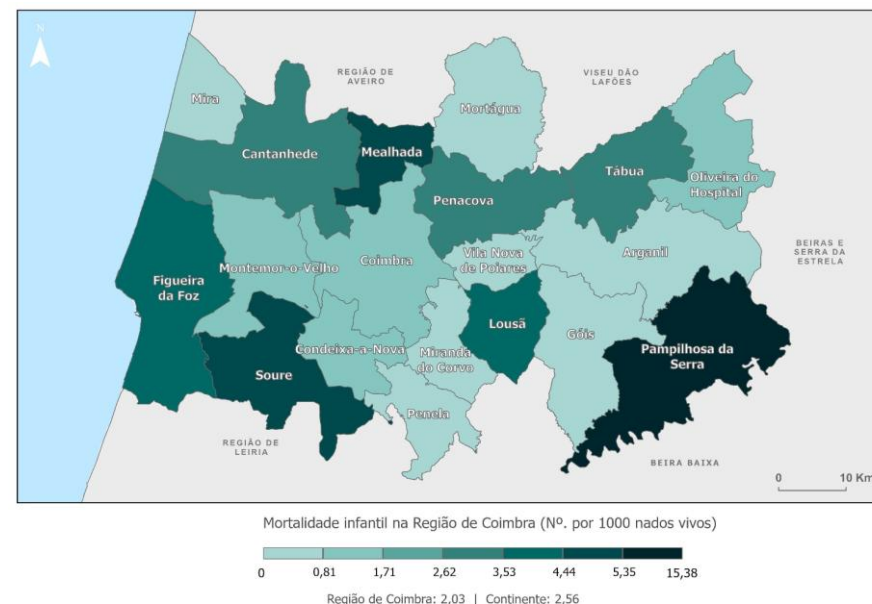 N
REGIÃO DE
AVEIRO
VISEU DÃO
LAFÕES
Mira
Mortágua
Cantanhede
Mealhada
Tábua
Oliveira do
Hospital
Penacova
Coimbra
Vila Nova
de Poiares
Arganil
BEIRAS E
SERRA DA
ESTRELA
Montemor-o-Velho
Figueira
da Foz
Lousã
Góis
Condeixa-a-Nova
Miranda
do Corvo
Pampilhosa da
Serra
Soure
Penela
REGIÃO DE
LEIRIA
BEIRA BAIXA
0 10 Km
Mortalidade infantil na Região de Coimbra (Nº. por 1000 nados vivos)
0 0,81 1,71 2,62 3,53 4,44 5,35 15,38
Região de Coimbra: 2,03 | Continente: 2,56